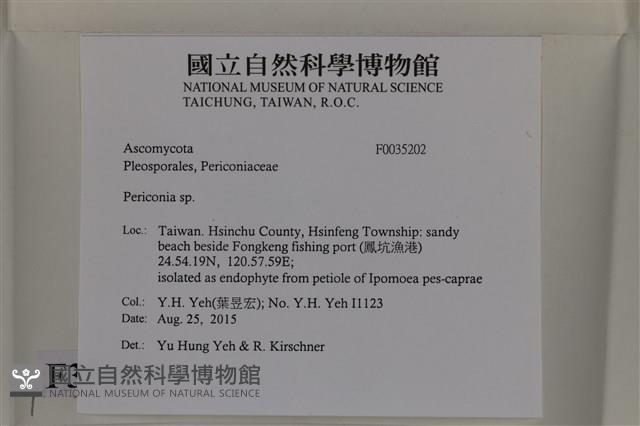 國立自然科學博物館
NATIONAL MUSEUM OF NATURAL SCIENCE
TAICHUNG, TAIWAN, R.O.C.
Ascomycota F0035202
Pleosporales, Periconiaceae
Periconia sp.
Loc.: Taiwan. Hsinchu County, Hsinfeng Township: sandy
beach beside Fongkeng fishing port (鳳坑漁港)
24.54.19N, 120.57.59E;
isolated as endophyte from petiole of Ipomoea pes-caprae
Col.: Y.H. Yeh(葉昱宏); No. Y.H. Yeh I1123
Date: Aug. 25, 2015
Det.: Yu Hung Yeh & R. Kirschner
國立自然科學博物館
NATIONAL MUSEUM OF NATURAL SCIENCE